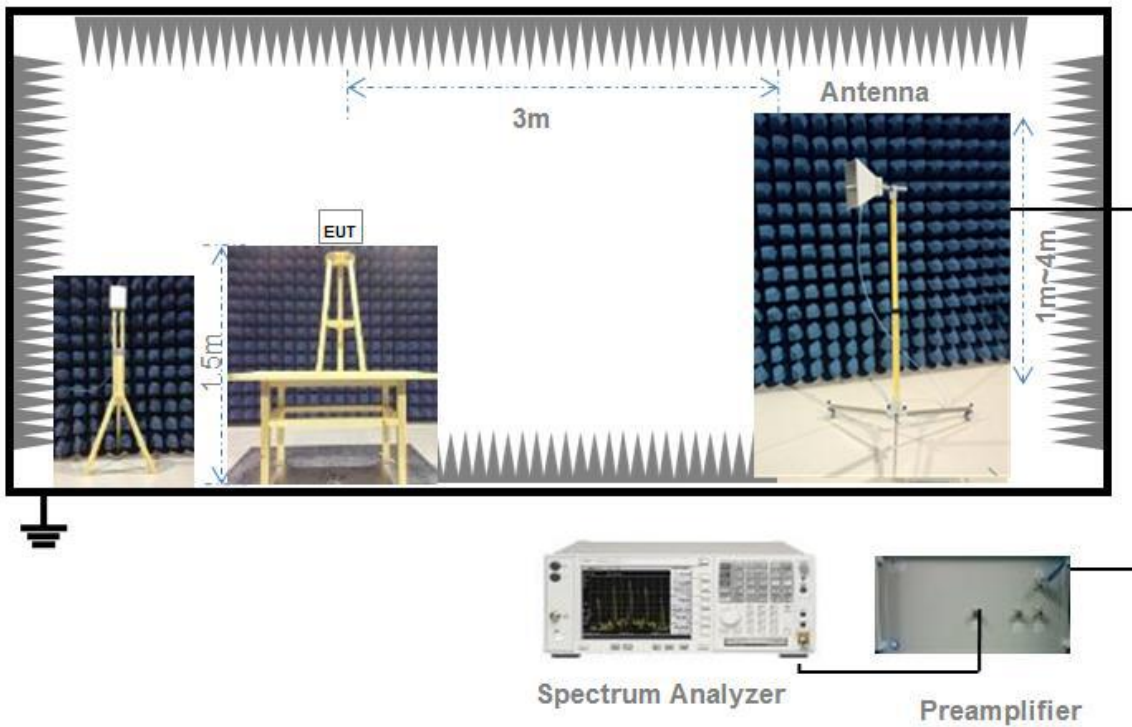 Antenna
3m
EUT
1.5m
1m~4m
Spectrum Analyzer
Preamplifier